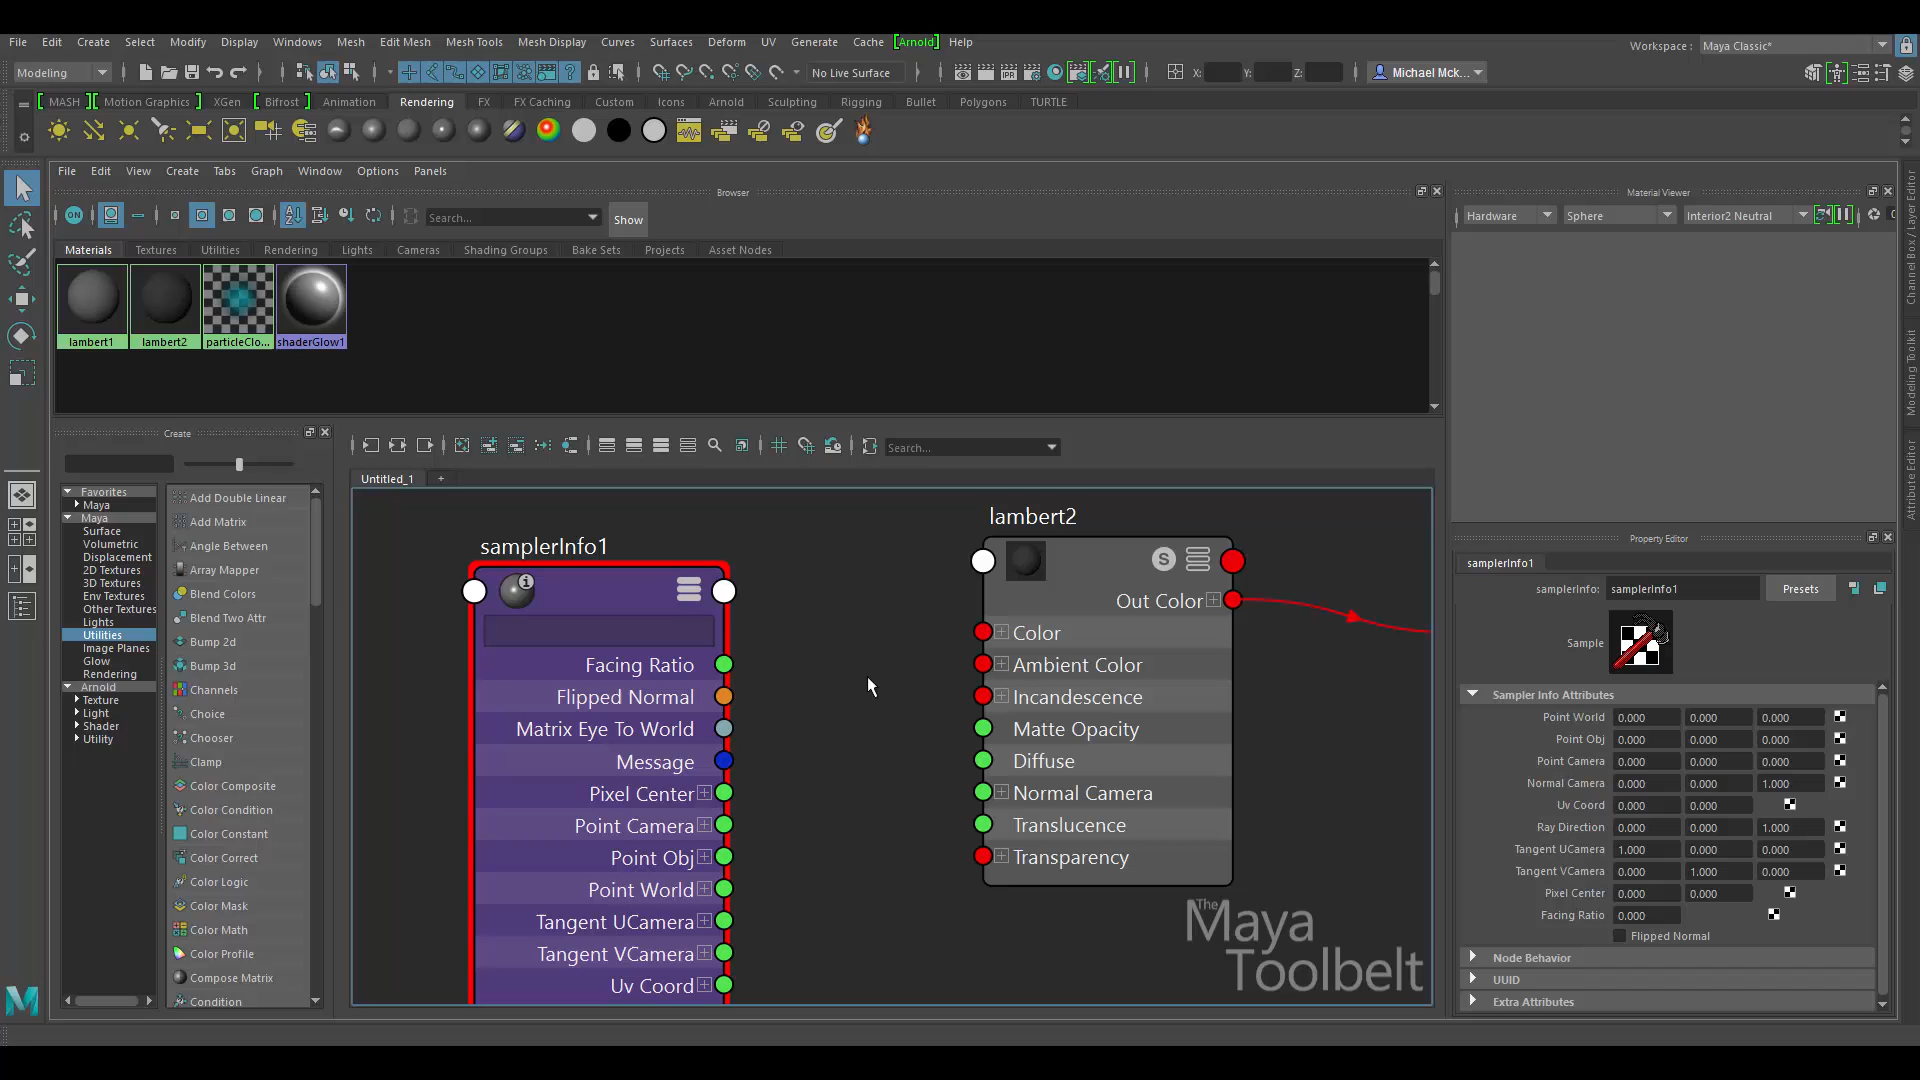 File Edit Create Select Modify Display Windows Mesh Edit Mesh Mesh Tools Mesh Display Curves Surfaces Deform UV Generate Cache [Arnold] Help
Workspace : Maya Classic*
Modeling No Live Surface X: Y: Z: Michael Mck...
[ MASH ] [ Motion Graphics ] XGen [ Bifrost ] Animation Rendering FX FX Caching Custom Icons Arnold Sculpting Rigging Bullet Polygons TURTLE
IPR
File Edit View Create Tabs Graph Window Options Panels
Browser
ON Search... Show
Materials Textures Utilities Rendering Lights Cameras Shading Groups Bake Sets Projects Asset Nodes
lambert1 lambert2 particleClo... shaderGlow1
Material Viewer
Hardware Sphere Interior2 Neutral
Channel Box / Layer Editor
Modeling Toolkit
Attribute Editor
Create
Search...
Untitled_1 +
Favorites
Maya
Maya
Surface
Volumetric
Displacement
2D Textures
3D Textures
Env Textures
Other Textures
Lights
Utilities
Image Planes
Glow
Rendering
Arnold
Texture
Light
Shader
Utility
Add Double Linear
Add Matrix
Angle Between
Array Mapper
Blend Colors
Blend Two Attr
Bump 2d
Bump 3d
Channels
Choice
Chooser
Clamp
Color Composite
Color Condition
Color Constant
Color Correct
Color Logic
Color Mask
Color Math
Color Profile
Compose Matrix
Condition
samplerInfo1
Facing Ratio
Flipped Normal
Matrix Eye To World
Message
Pixel Center
Point Camera
Point Obj
Point World
Tangent UCamera
Tangent VCamera
Uv Coord
lambert2
S
Out Color
Color
Ambient Color
Incandescence
Matte Opacity
Diffuse
Normal Camera
Translucence
Transparency
The
Maya
Toolbelt
Property Editor
samplerInfo1
samplerInfo: samplerInfo1 Presets
Sample
Sampler Info Attributes
Point World 0.000 0.000 0.000
Point Obj 0.000 0.000 0.000
Point Camera 0.000 0.000 0.000
Normal Camera 0.000 0.000 1.000
Uv Coord 0.000 0.000
Ray Direction 0.000 0.000 1.000
Tangent UCamera 1.000 0.000 0.000
Tangent VCamera 0.000 1.000 0.000
Pixel Center 0.000 0.000
Facing Ratio 0.000
Flipped Normal
Node Behavior
UUID
Extra Attributes
M